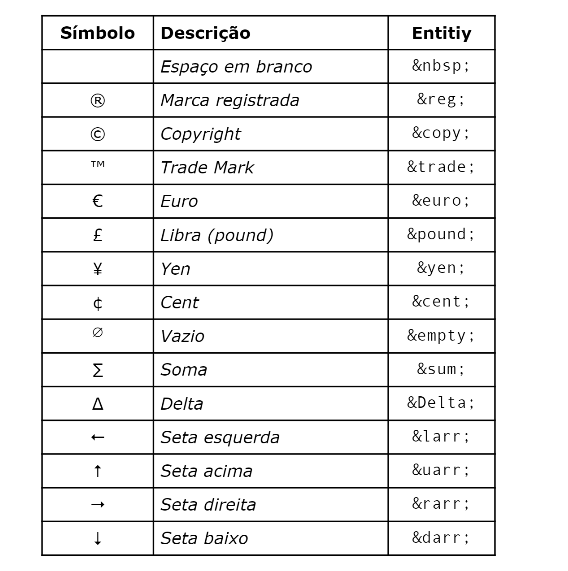 Símbolo Descrição Entitiy
Espaço em branco &nbsp;
® Marca registrada &reg;
© Copyright &copy;
™ Trade Mark &trade;
€ Euro &euro;
£ Libra (pound) &pound;
¥ Yen &yen;
¢ Cent &cent;
∅ Vazio &empty;
∑ Soma &sum;
Δ Delta &Delta;
← Seta esquerda &larr;
↑ Seta acima &uarr;
→ Seta direita &rarr;
↓ Seta baixo &darr;